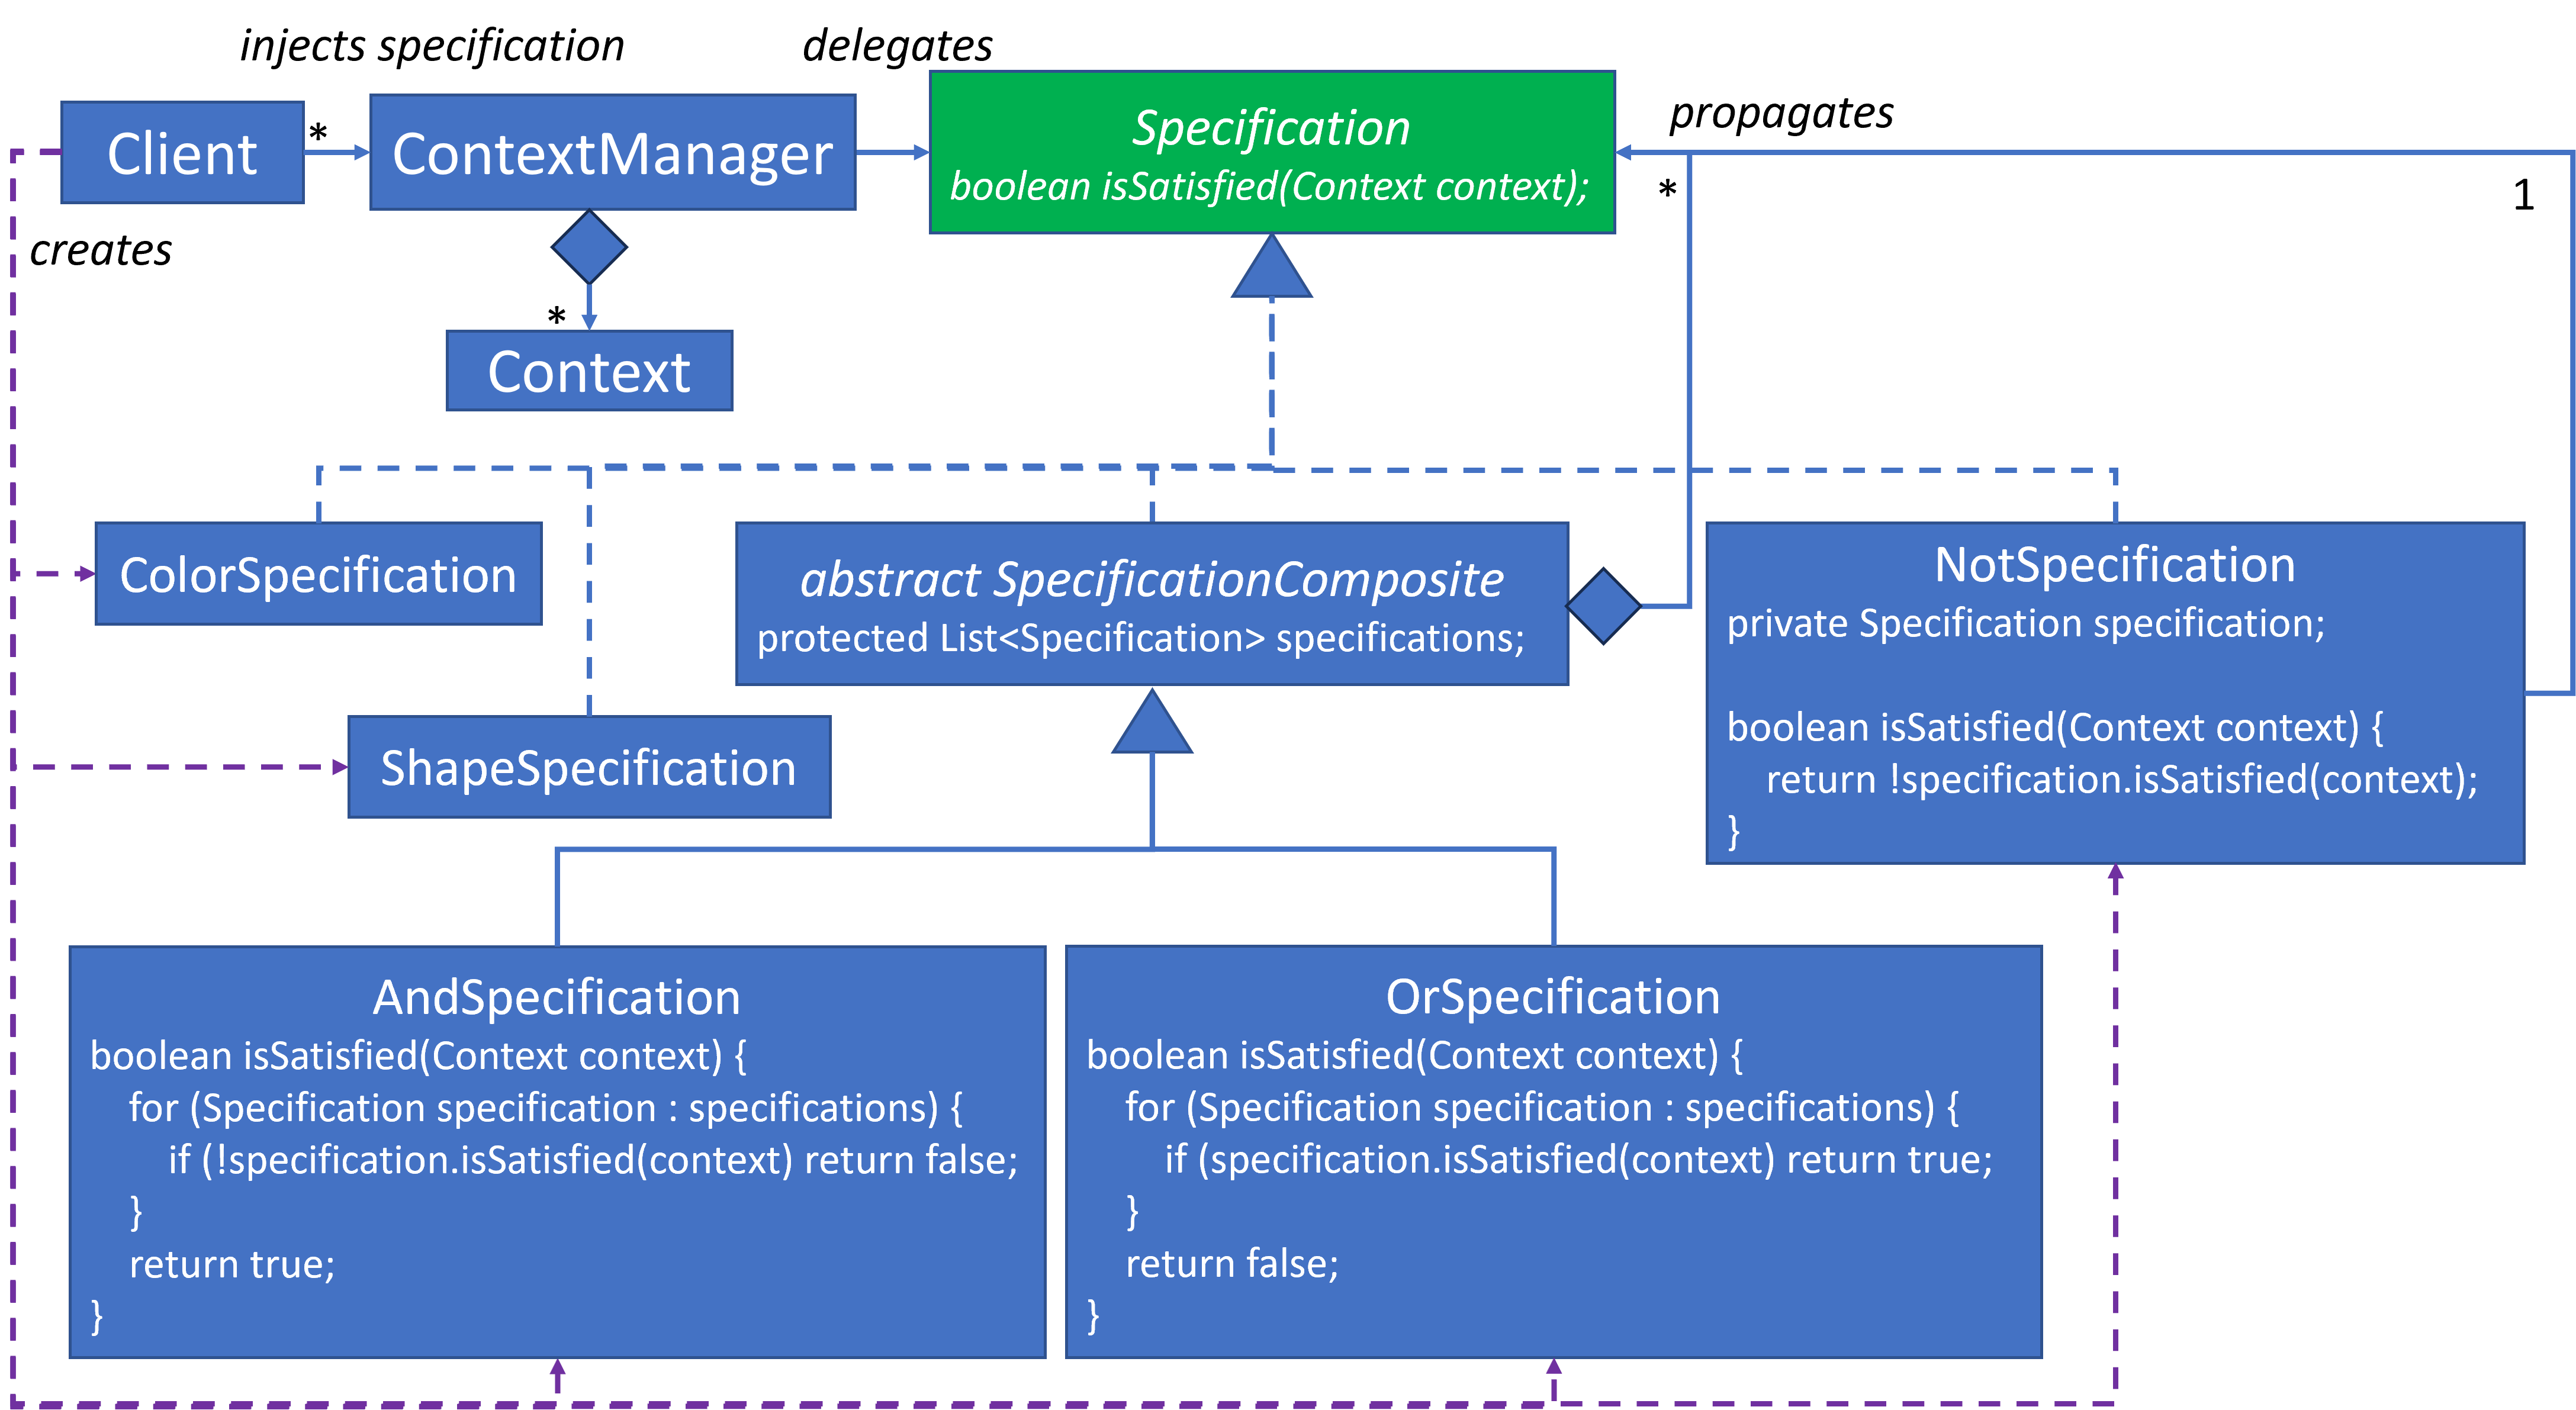 injects specification
delegates
Client
*
ContextManager
Specification
boolean isSatisfied(Context context);
propagates
*
1
creates
*
Context
ColorSpecification
abstract SpecificationComposite
protected List<Specification> specifications;
NotSpecification
private Specification specification;
boolean isSatisfied(Context context) {
return !specification.isSatisfied(context);
}
ShapeSpecification
AndSpecification
boolean isSatisfied(Context context) {
for (Specification specification : specifications) {
if (!specification.isSatisfied(context) return false;
}
return true;
}
OrSpecification
boolean isSatisfied(Context context) {
for (Specification specification : specifications) {
if (specification.isSatisfied(context) return true;
}
return false;
}